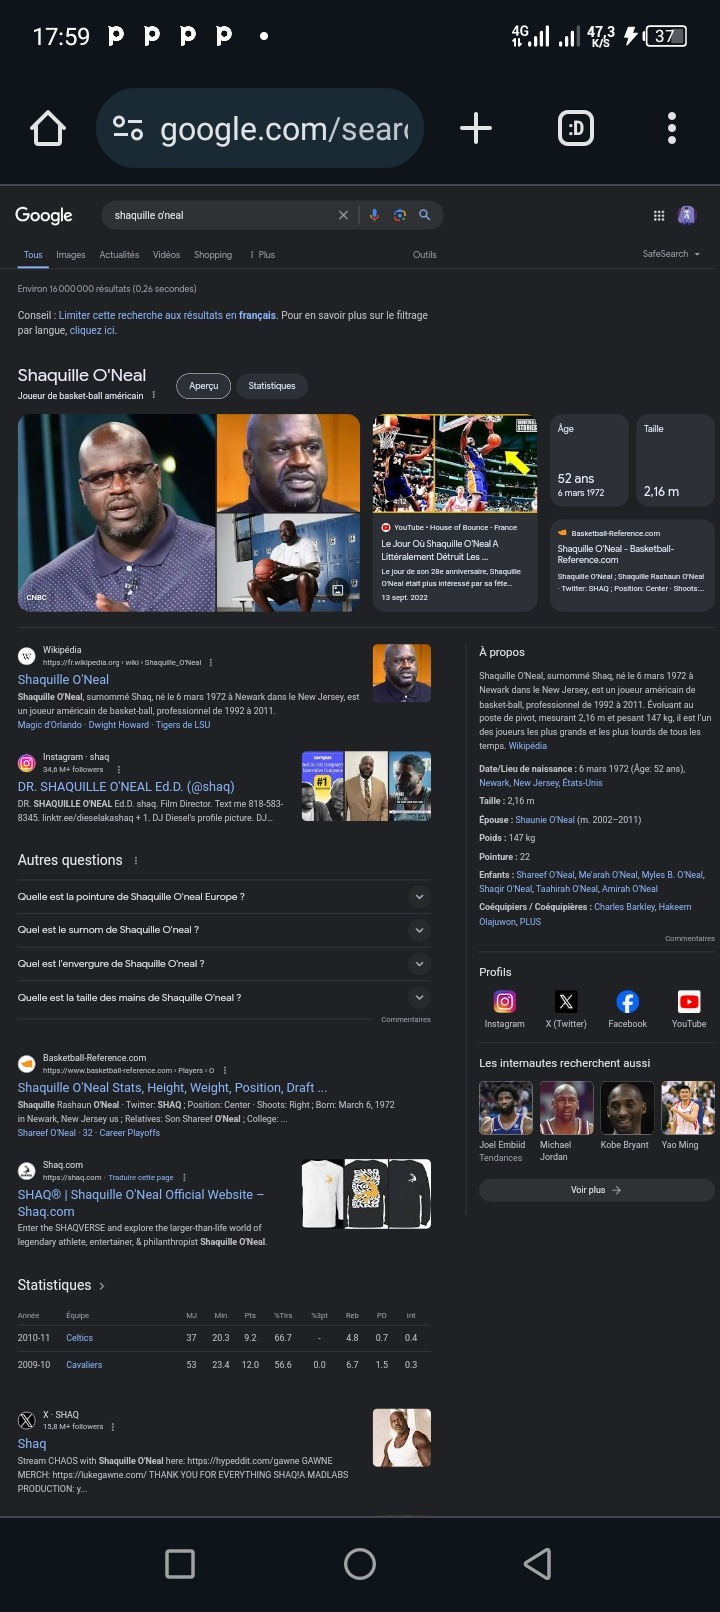 17:59
4G
47,3
K/S
37
google.com/sear
:D
Google
shaquille o'neal
Tous
Images
Actualités
Vidéos
Shopping
Plus
Outils
SafeSearch
Environ 16 000 000 résultats (0,26 secondes)
Conseil : Limiter cette recherche aux résultats en français. Pour en savoir plus sur le filtrage
par langue, cliquez ici.
Shaquille O'Neal
Joueur de basket-ball américain
Aperçu
Statistiques
CNBC
34
BASKETBALL
STORIES
4:12
YouTube • House of Bounce - France
Le Jour Où Shaquille O'Neal A
Littéralement Détruit Les ...
Le jour de son 28e anniversaire, Shaquille
O'Neal était plus intéressé par sa fête...
13 sept. 2022
Âge
52 ans
6 mars 1972
Taille
2,16 m
Basketball-Reference.com
Shaquille O'Neal - Basketball-
Reference.com
Shaquille O'Neal ; Shaquille Rashaun O'Neal
· Twitter: SHAQ ; Position: Center · Shoots:...
Wikipédia
https://fr.wikipedia.org › wiki › Shaquille_O'Neal
Shaquille O'Neal
Shaquille O'Neal, surnommé Shaq, né le 6 mars 1972 à Newark dans le New Jersey, est
un joueur américain de basket-ball, professionnel de 1992 à 2011.
Magic d'Orlando · Dwight Howard · Tigers de LSU
Instagram · shaq
34,6 M+ followers
DR. SHAQUILLE O'NEAL Ed.D. (@shaq)
DR. SHAQUILLE O'NEAL Ed.D. shaq. Film Director. Text me 818-583-
8345. linktr.ee/dieselakashaq + 1. DJ Diesel's profile picture. DJ...
campus
#1
Autres questions
Quelle est la pointure de Shaquille O'neal Europe ?
Quel est le surnom de Shaquille O'neal ?
Quel est l'envergure de Shaquille O'neal ?
Quelle est la taille des mains de Shaquille O'neal ?
Commentaires
Basketball-Reference.com
https://www.basketball-reference.com › Players › O
Shaquille O'Neal Stats, Height, Weight, Position, Draft ...
Shaquille Rashaun O'Neal · Twitter: SHAQ ; Position: Center · Shoots: Right ; Born: March 6, 1972
in Newark, New Jersey us ; Relatives: Son Shareef O'Neal ; College: ...
Shareef O'Neal · 32 · Career Playoffs
Shaq.com
https://shaq.com · Traduire cette page
SHAQ® | Shaquille O'Neal Official Website –
Shaq.com
Enter the SHAQVERSE and explore the larger-than-life world of
legendary athlete, entertainer, & philanthropist Shaquille O'Neal.
Statistiques
Année Équipe MJ Min Pts %Tirs %3pt Reb PD Int
2010-11 Celtics 37 20.3 9.2 66.7 - 4.8 0.7 0.4
2009-10 Cavaliers 53 23.4 12.0 56.6 0.0 6.7 1.5 0.3
X · SHAQ
15,8 M+ followers
Shaq
Stream CHAOS with Shaquille O'Neal here: https://hypeddit.com/gawne GAWNE
MERCH: https://lukegawne.com/ THANK YOU FOR EVERYTHING SHAQ!A MADLABS
PRODUCTION: y...
À propos
Shaquille O'Neal, surnommé Shaq, né le 6 mars 1972 à
Newark dans le New Jersey, est un joueur américain de
basket-ball, professionnel de 1992 à 2011. Évoluant au
poste de pivot, mesurant 2,16 m et pesant 147 kg, il est l'un
des joueurs les plus grands et les plus lourds de tous les
temps. Wikipédia
Date/Lieu de naissance : 6 mars 1972 (Âge: 52 ans),
Newark, New Jersey, États-Unis
Taille : 2,16 m
Épouse : Shaunie O'Neal (m. 2002–2011)
Poids : 147 kg
Pointure : 22
Enfants : Shareef O'Neal, Me'arah O'Neal, Myles B. O'Neal,
Shaqir O'Neal, Taahirah O'Neal, Amirah O'Neal
Coéquipiers / Coéquipières : Charles Barkley, Hakeem
Olajuwon, PLUS
Commentaires
Profils
Instagram
X (Twitter)
Facebook
YouTube
Les internautes recherchent aussi
Joel Embiid
Tendances
Michael
Jordan
Kobe Bryant
Yao Ming
Voir plus